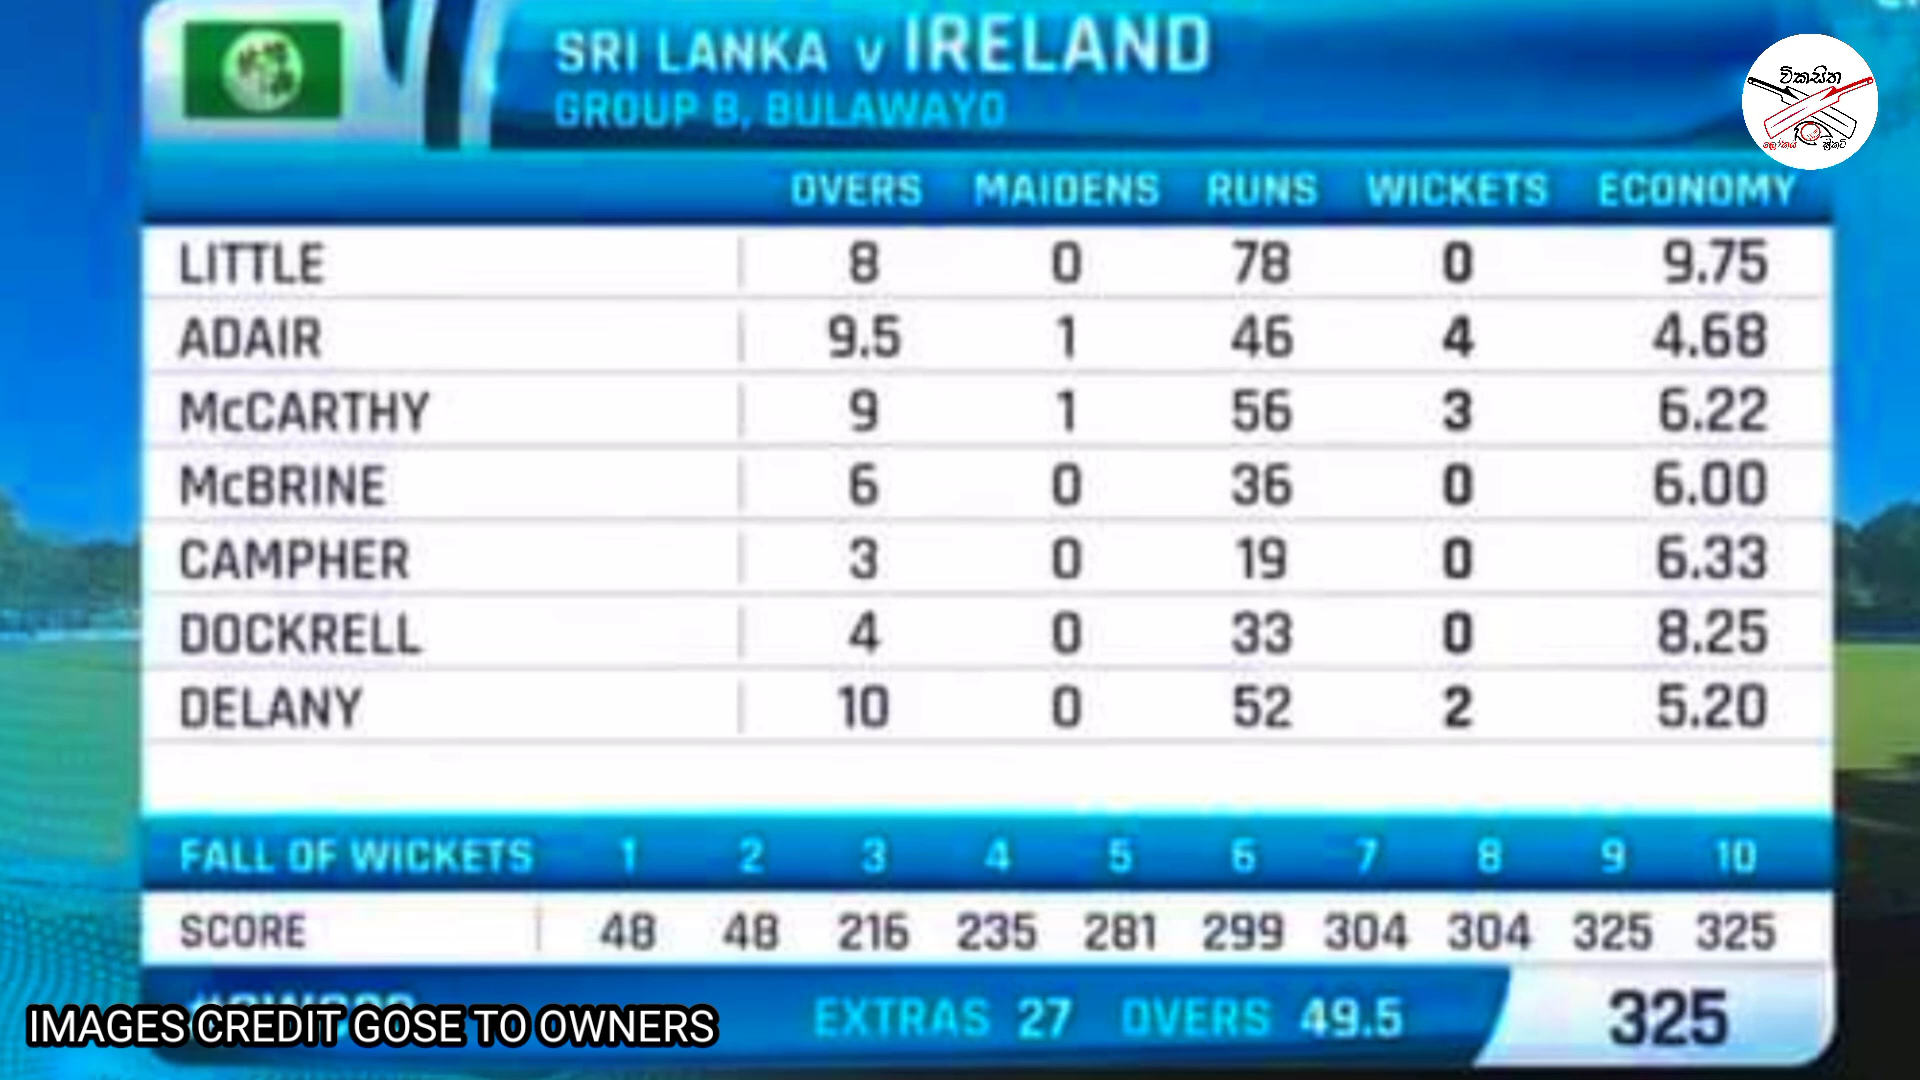 SRI LANKA v IRELAND
GROUP B, BULAWAYO
විකසිත
ලෝකය ක්‍රිකට්
OVERS MAIDENS RUNS WICKETS ECONOMY
LITTLE 8 0 78 0 9.75
ADAIR 9.5 1 46 4 4.68
McCARTHY 9 1 56 3 6.22
McBRINE 6 0 36 0 6.00
CAMPHER 3 0 19 0 6.33
DOCKRELL 4 0 33 0 8.25
DELANY 10 0 52 2 5.20
FALL OF WICKETS 1 2 3 4 5 6 7 8 9 10
SCORE 48 48 216 235 281 299 304 304 325 325
EXTRAS 27 OVERS 49.5 325
IMAGES CREDIT GOSE TO OWNERS